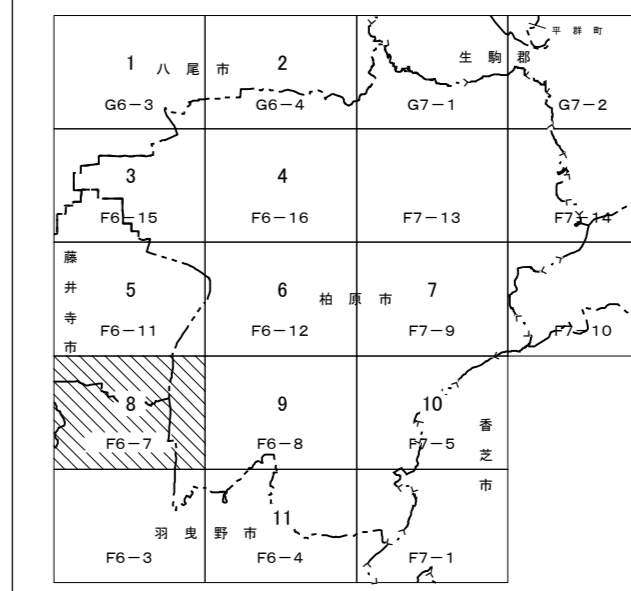 平群町
1 八尾市 2 生駒郡
G6-3 G6-4 G7-1 G7-2
3 4
F6-15 F6-16 F7-13 F7-14
藤井寺市
5 6 柏原市 7
F6-11 F6-12 F7-9 F7-10
8 9 10
F6-7 F6-8 F7-5
香芝市
11
羽曳野市
F6-3 F6-4 F7-1